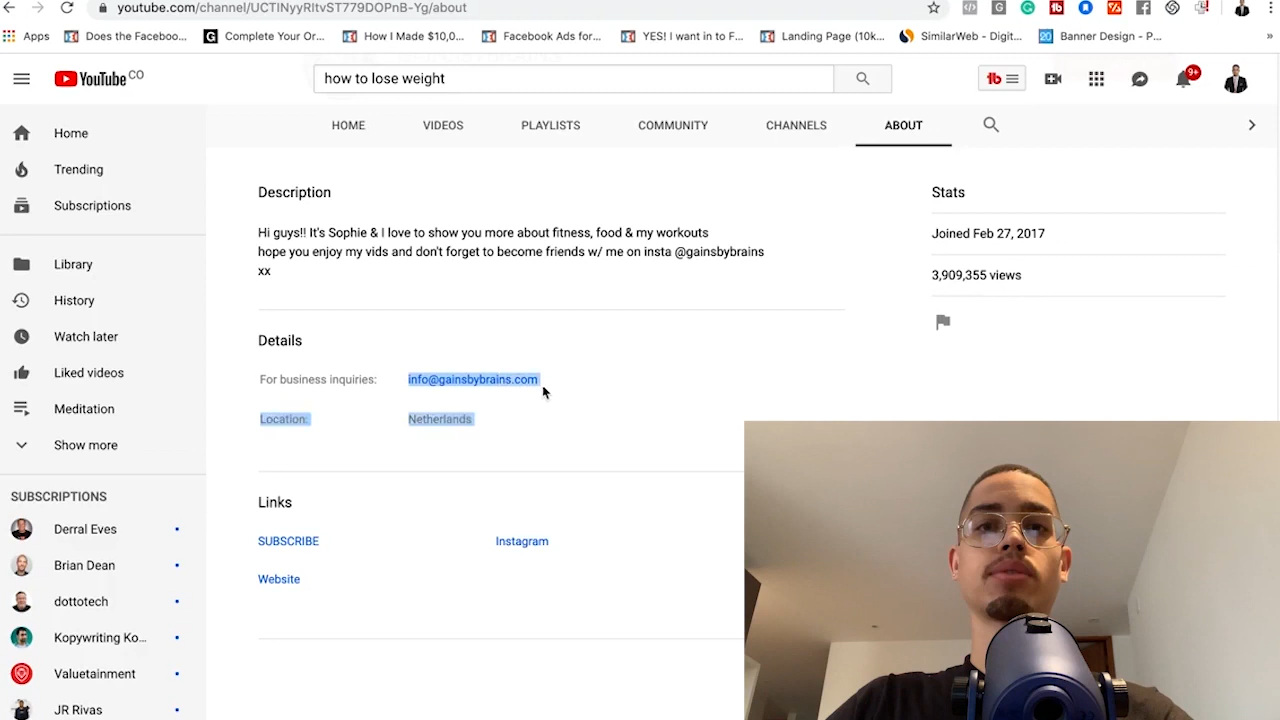 youtube.com/channel/UCTINyyRltvST779DOPnB-Yg/about
Apps
Does the Faceboo...
Complete Your Or...
How I Made $10,0...
Facebook Ads for...
YES! I want in to F...
Landing Page (10k...
SimilarWeb - Digit...
Banner Design - P...
»
YouTube CO
how to lose weight
tb
9+
HOME
VIDEOS
PLAYLISTS
COMMUNITY
CHANNELS
ABOUT
Home
Trending
Subscriptions
Library
History
Watch later
Liked videos
Meditation
Show more
SUBSCRIPTIONS
Derral Eves
Brian Dean
dottotech
Kopywriting Ko...
Valuetainment
JR Rivas
Description
Hi guys!! It's Sophie & I love to show you more about fitness, food & my workouts
hope you enjoy my vids and don't forget to become friends w/ me on insta @gainsbybrains
xx
Details
For business inquiries: info@gainsbybrains.com
Location: Netherlands
Links
SUBSCRIBE
Instagram
Website
Stats
Joined Feb 27, 2017
3,909,355 views